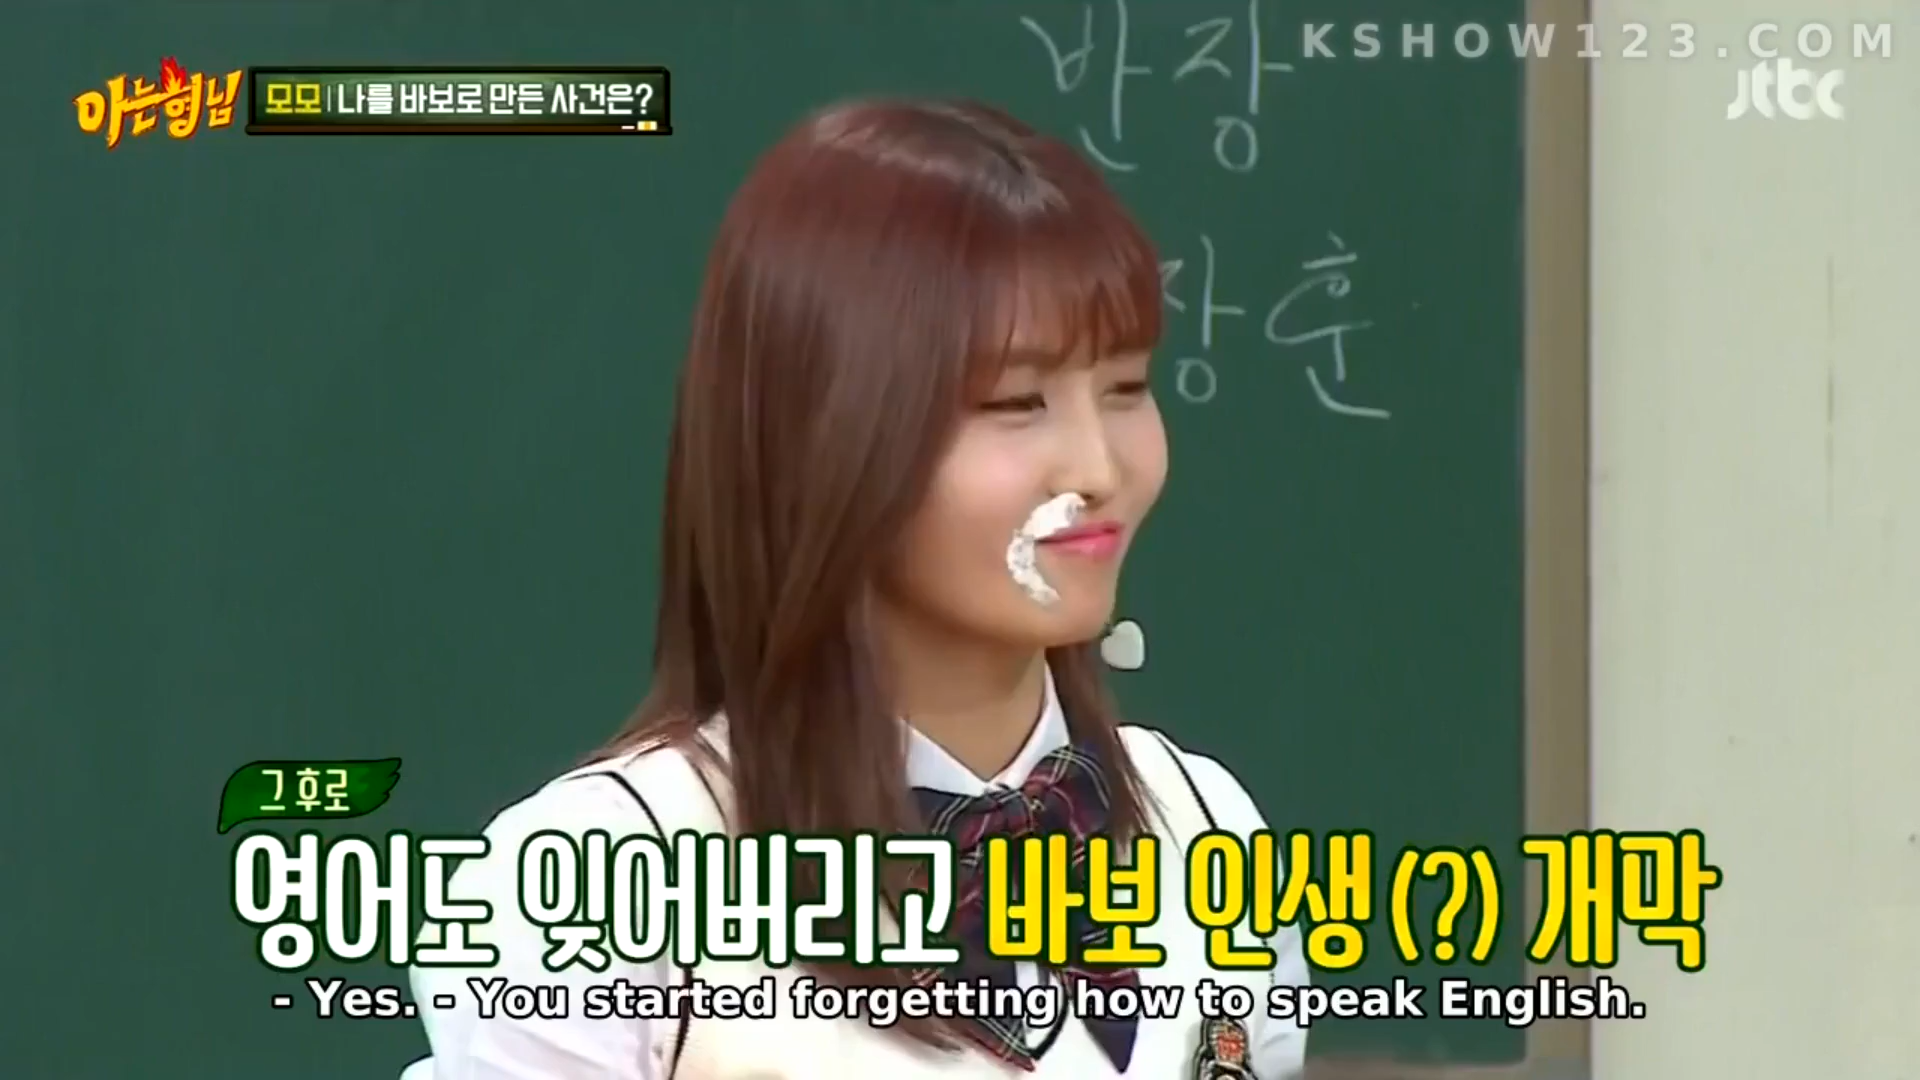 KSHOW123.COM
jtbc
아는형님
모모 | 나를 바보로 만든 사건은?
반장
장훈
그 후로
영어도 잊어버리고 바보 인생(?) 개막
- Yes. - You started forgetting how to speak English.